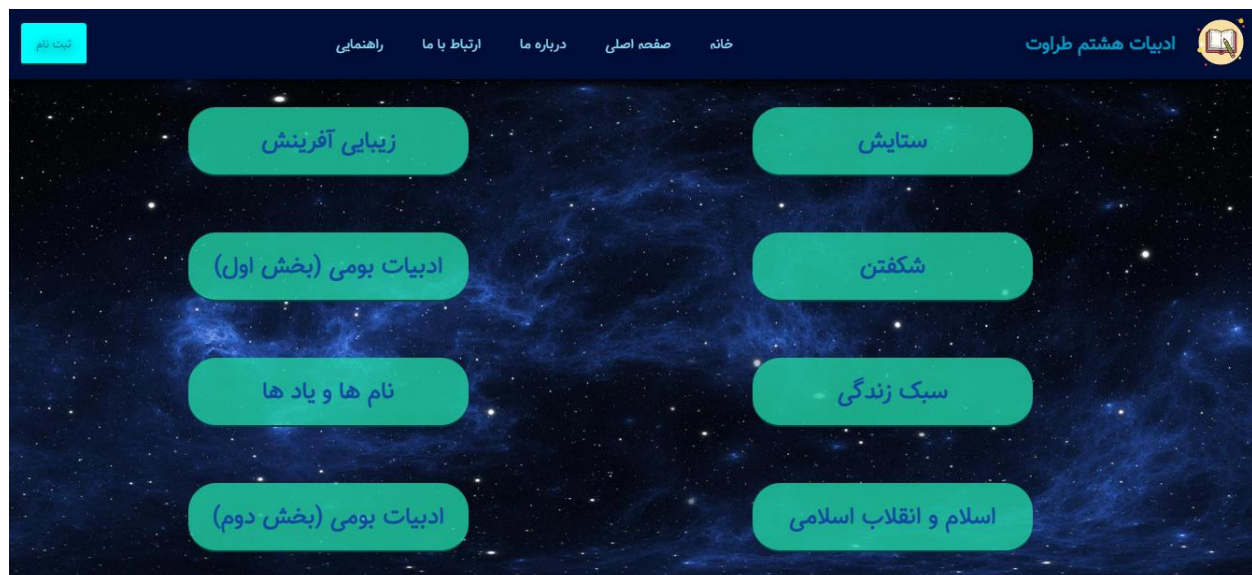 ادبیات هشتم طراوت
خانه
صفحه اصلی
درباره ما
ارتباط با ما
راهنمایی
ثبت نام
ستایش
زیبایی آفرینش
شکفتن
ادبیات بومی (بخش اول)
سبک زندگی
نام ها و یاد ها
اسلام و انقلاب اسلامی
ادبیات بومی (بخش دوم)